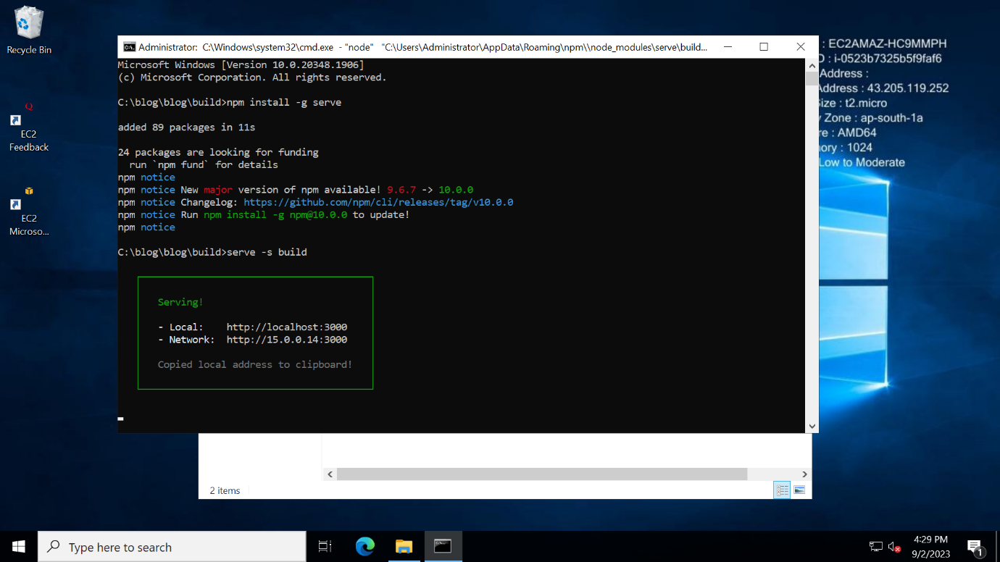 Recycle Bin
EC2
Feedback
EC2
Microso...
Administrator: C:\Windows\system32\cmd.exe - "node" "C:\Users\Administrator\AppData\Roaming\npm\\node_modules\serve\build...
Microsoft Windows [Version 10.0.20348.1906]
(c) Microsoft Corporation. All rights reserved.
C:\blog\blog\build>npm install -g serve
added 89 packages in 11s
24 packages are looking for funding
run `npm fund` for details
npm notice
npm notice New major version of npm available! 9.6.7 -> 10.0.0
npm notice Changelog: https://github.com/npm/cli/releases/tag/v10.0.0
npm notice Run npm install -g npm@10.0.0 to update!
npm notice
C:\blog\blog\build>serve -s build
Serving!
- Local: http://localhost:3000
- Network: http://15.0.0.14:3000
Copied local address to clipboard!
: EC2AMAZ-HC9MMPH
: i-0523b7325b5f9faf6
Address :
Address : 43.205.119.252
Size : t2.micro
Zone : ap-south-1a
re : AMD64
ory : 1024
Low to Moderate
2 items
Type here to search
4:29 PM
9/2/2023
1